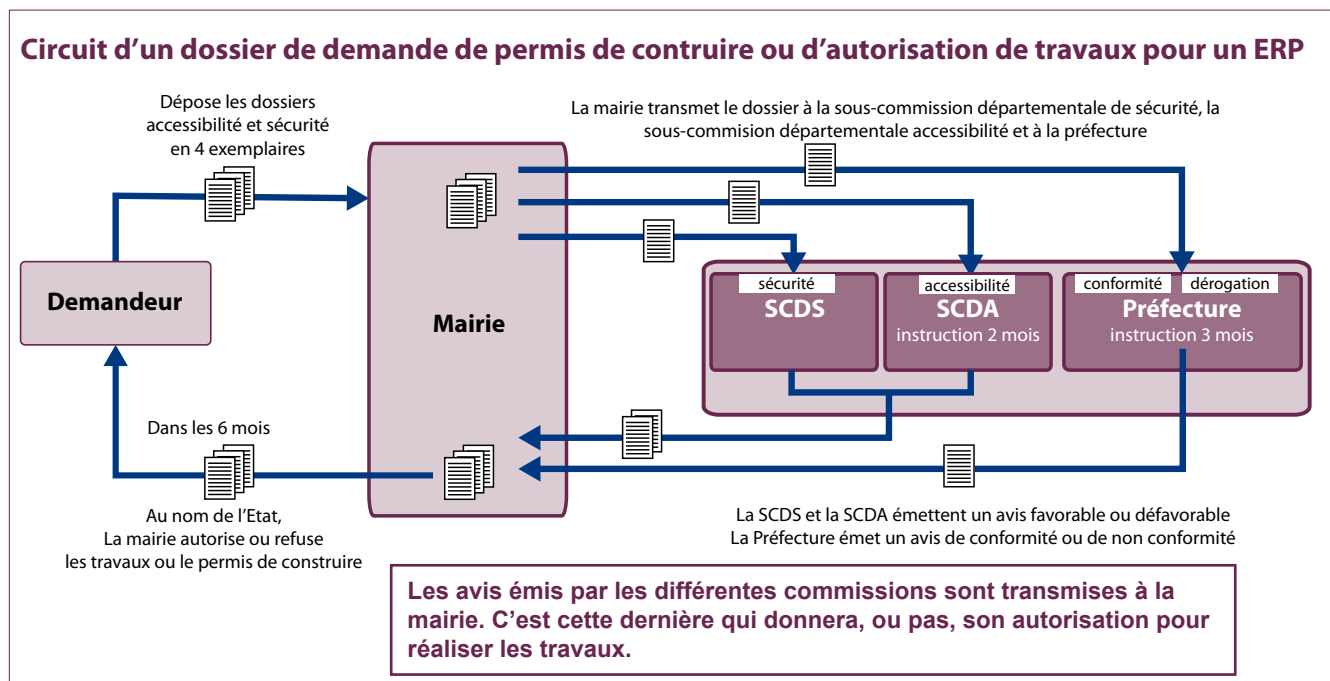 Circuit d'un dossier de demande de permis de contruire ou d'autorisation de travaux pour un ERP
Dépose les dossiers
accessibilité et sécurité
en 4 exemplaires
La mairie transmet le dossier à la sous-commission départementale de sécurité, la
sous-commision départementale accessibilité et à la préfecture
Demandeur
Mairie
sécurité
SCDS
accessibilité
SCDA
instruction 2 mois
conformité
dérogation
Préfecture
instruction 3 mois
Dans les 6 mois
Au nom de l'Etat,
La mairie autorise ou refuse
les travaux ou le permis de construire
La SCDS et la SCDA émettent un avis favorable ou défavorable
La Préfecture émet un avis de conformité ou de non conformité
Les avis émis par les différentes commissions sont transmises à la
mairie. C'est cette dernière qui donnera, ou pas, son autorisation pour
réaliser les travaux.